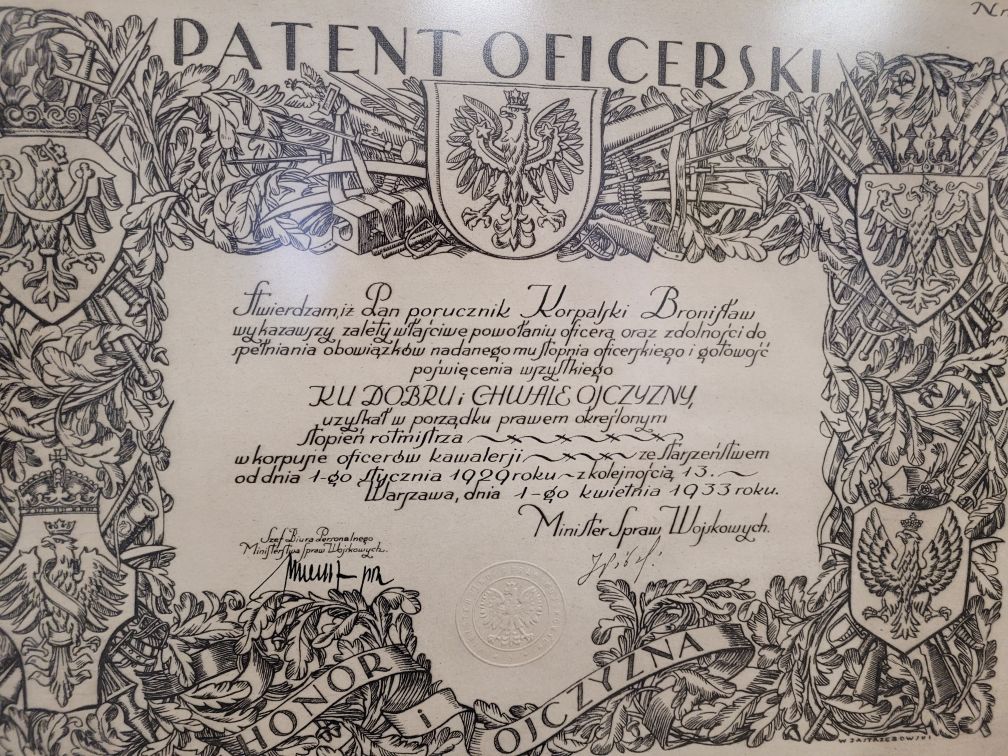 Nr
PATENT OFICERSKI
Stwierdzam, iż Pan porucznik Korpalski Bronisław
wykazawszy zalety właściwe powołaniu oficera oraz zdolności do
spełniania obowiązków nadanego mu stopnia oficerskiego i gotowość
poświęcenia wszystkiego
KU DOBRU i CHWALE OJCZYZNY,
uzyskał w porządku prawem określonym
stopień rotmistrza
w korpusie oficerów kawalerji ze starszeństwem
od dnia 1-go stycznia 1929 roku ~ z kolejnością 13. ~
Warszawa, dnia 1-go kwietnia 1933 roku.
Minister Spraw Wojskowych.
Szef Biura Personalnego
Ministerstwa Spraw Wojskowych.
HONOR i OJCZYZNA
W. JASTRZĘBOWSKI